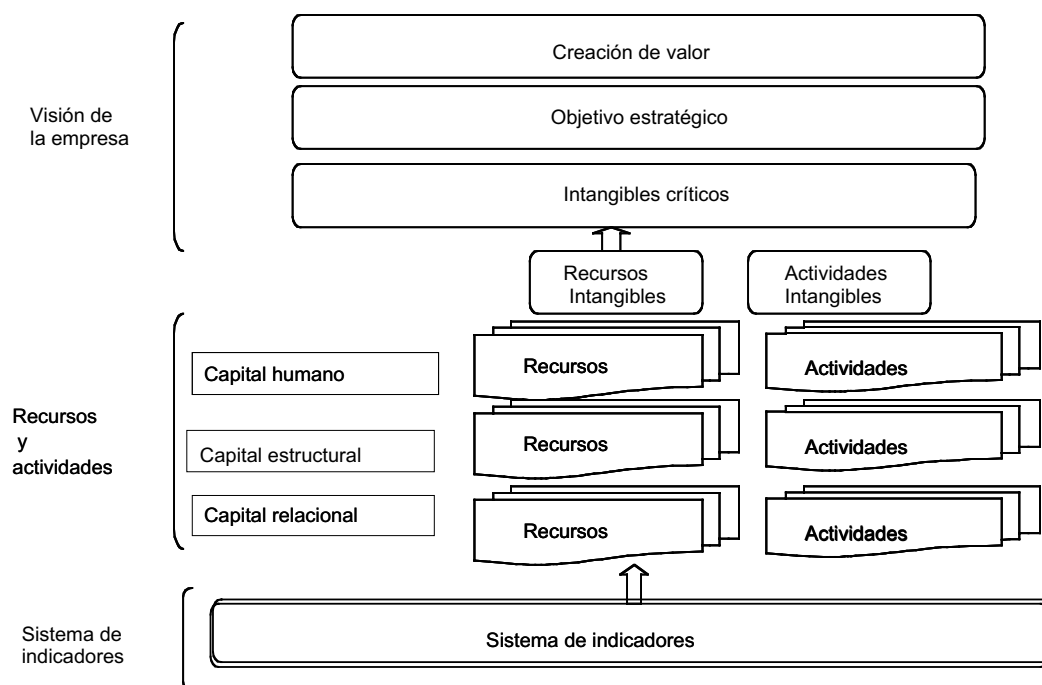 Creación de valor
Visión de
la empresa
Objetivo estratégico
Intangibles críticos
Recursos
Intangibles
Actividades
Intangibles
Recursos
y
actividades
Capital humano
Recursos
Actividades
Capital estructural
Recursos
Actividades
Capital relacional
Recursos
Actividades
Sistema de
indicadores
Sistema de indicadores